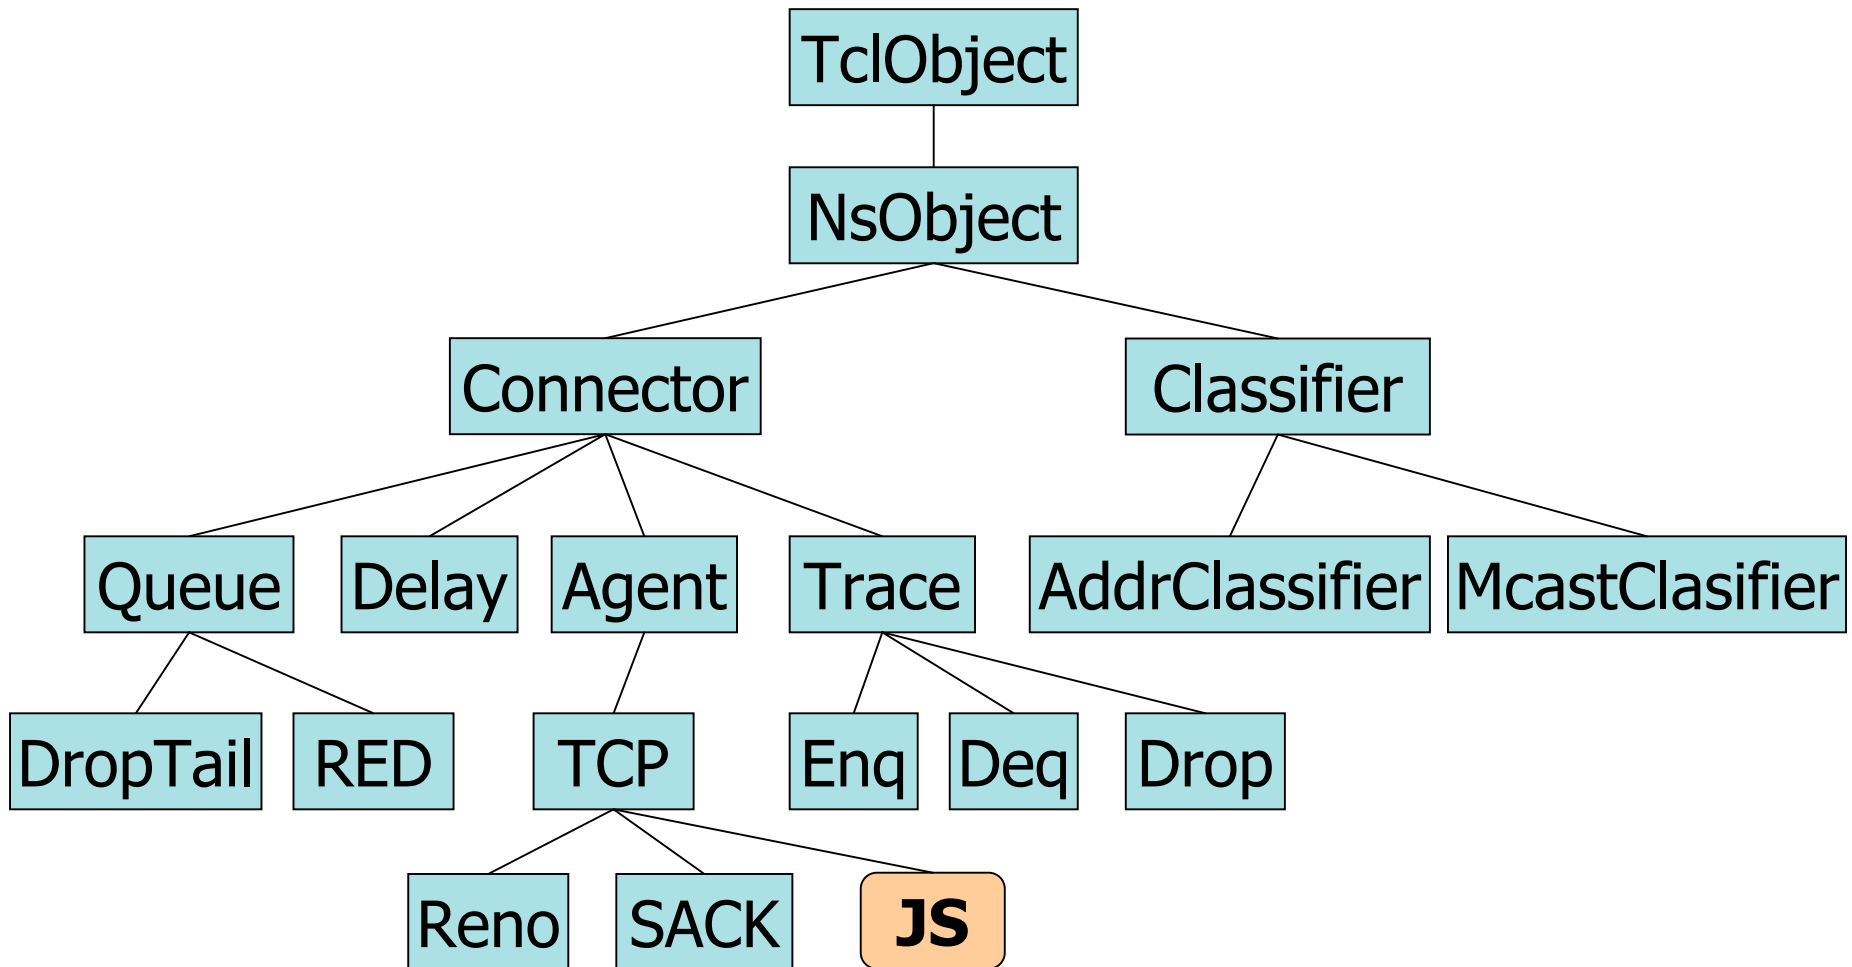 TclObject
NsObject
Connector
Classifier
Queue
Delay
Agent
Trace
AddrClassifier
McastClasifier
DropTail
RED
TCP
Enq
Deq
Drop
Reno
SACK
JS